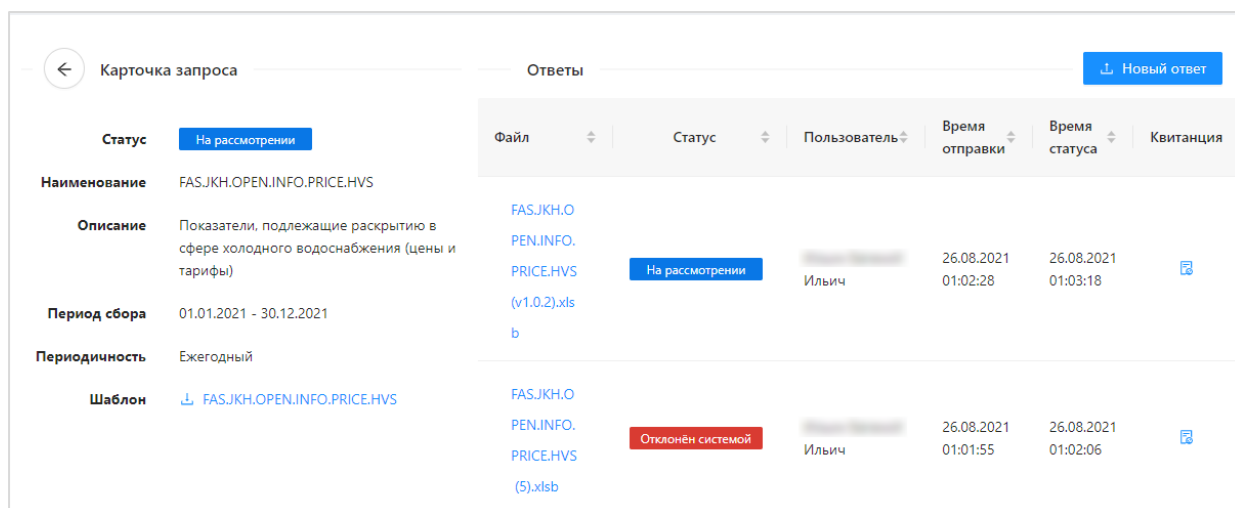 Карточка запроса
Статус
На рассмотрении
Наименование
FAS.JKH.OPEN.INFO.PRICE.HVS
Описание
Показатели, подлежащие раскрытию в
сфере холодного водоснабжения (цены и
тарифы)
Период сбора
01.01.2021 - 30.12.2021
Периодичность
Ежегодный
Шаблон
FAS.JKH.OPEN.INFO.PRICE.HVS
Ответы
Новый ответ
Файл
Статус
Пользователь
Время
отправки
Время
статуса
Квитанция
FAS.JKH.O
PEN.INFO.
PRICE.HVS
(v1.0.2).xls
b
На рассмотрении
Ильич
26.08.2021
01:02:28
26.08.2021
01:03:18
FAS.JKH.O
PEN.INFO.
PRICE.HVS
(5).xlsb
Отклонён системой
Ильич
26.08.2021
01:01:55
26.08.2021
01:02:06